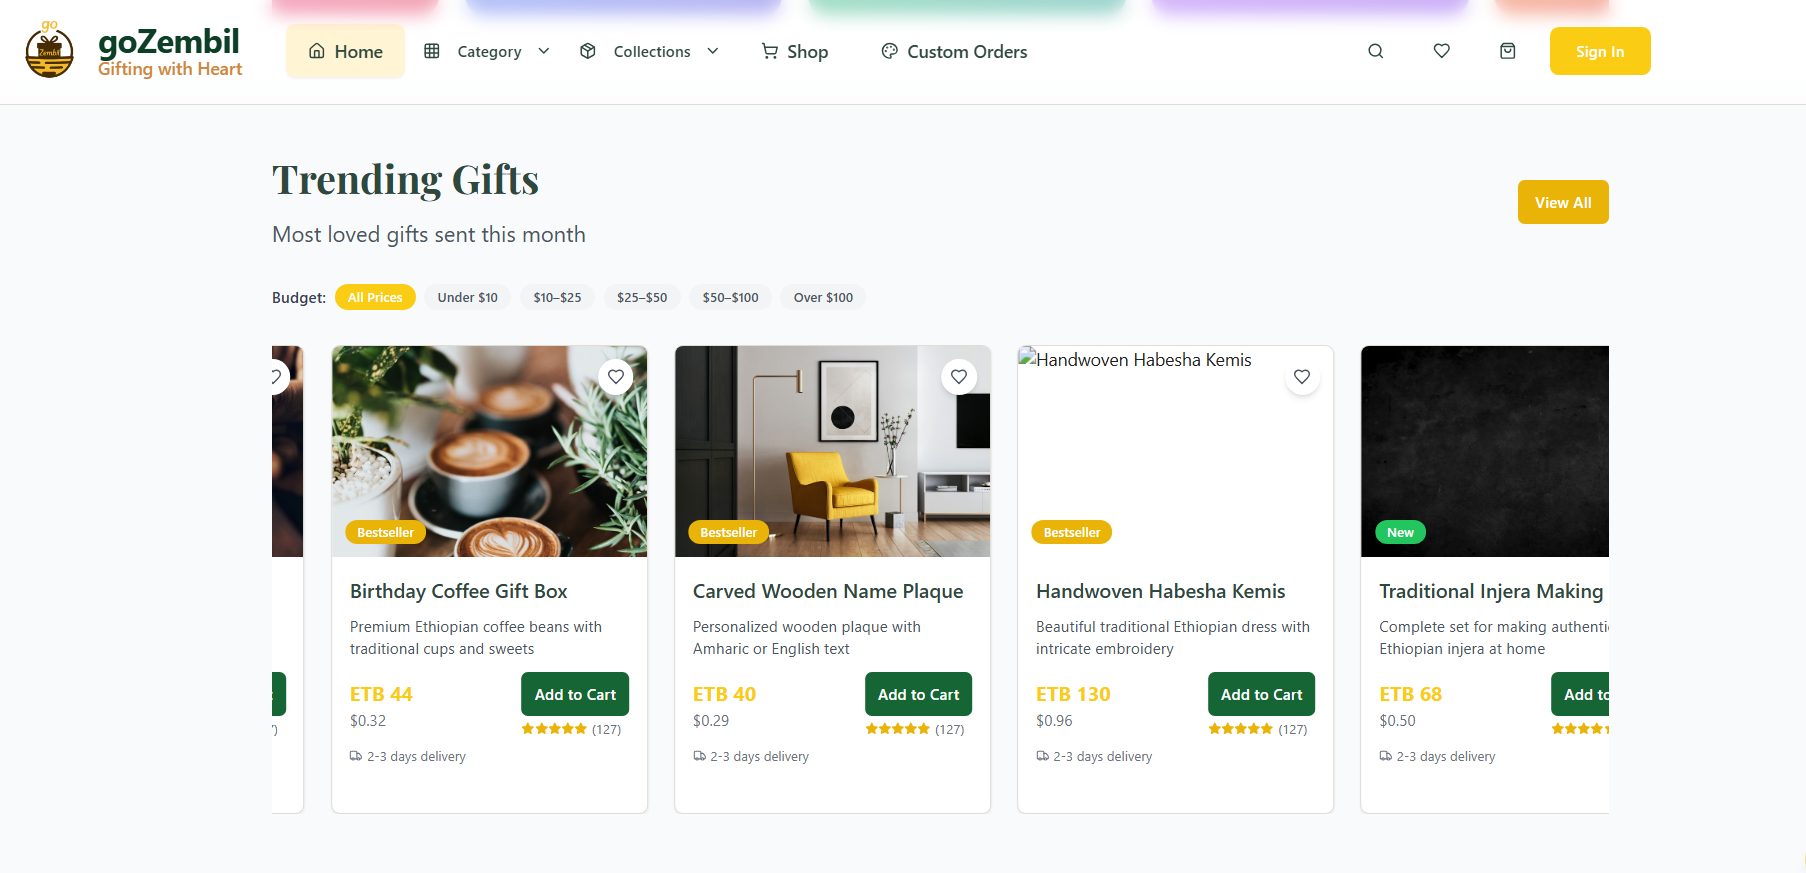 go
Zembil
goZembil
Gifting with Heart
Home
Category
Collections
Shop
Custom Orders
Sign In
Trending Gifts
View All
Most loved gifts sent this month
Budget:
All Prices
Under $10
$10–$25
$25–$50
$50–$100
Over $100
Handwoven Habesha Kemis
Bestseller
Bestseller
Bestseller
New
Birthday Coffee Gift Box
Premium Ethiopian coffee beans with
traditional cups and sweets
ETB 44
$0.32
Add to Cart
(127)
2-3 days delivery
Carved Wooden Name Plaque
Personalized wooden plaque with
Amharic or English text
ETB 40
$0.29
Add to Cart
(127)
2-3 days delivery
Handwoven Habesha Kemis
Beautiful traditional Ethiopian dress with
intricate embroidery
ETB 130
$0.96
Add to Cart
(127)
2-3 days delivery
Traditional Injera Making
Complete set for making authenti
Ethiopian injera at home
ETB 68
$0.50
Add to
2-3 days delivery